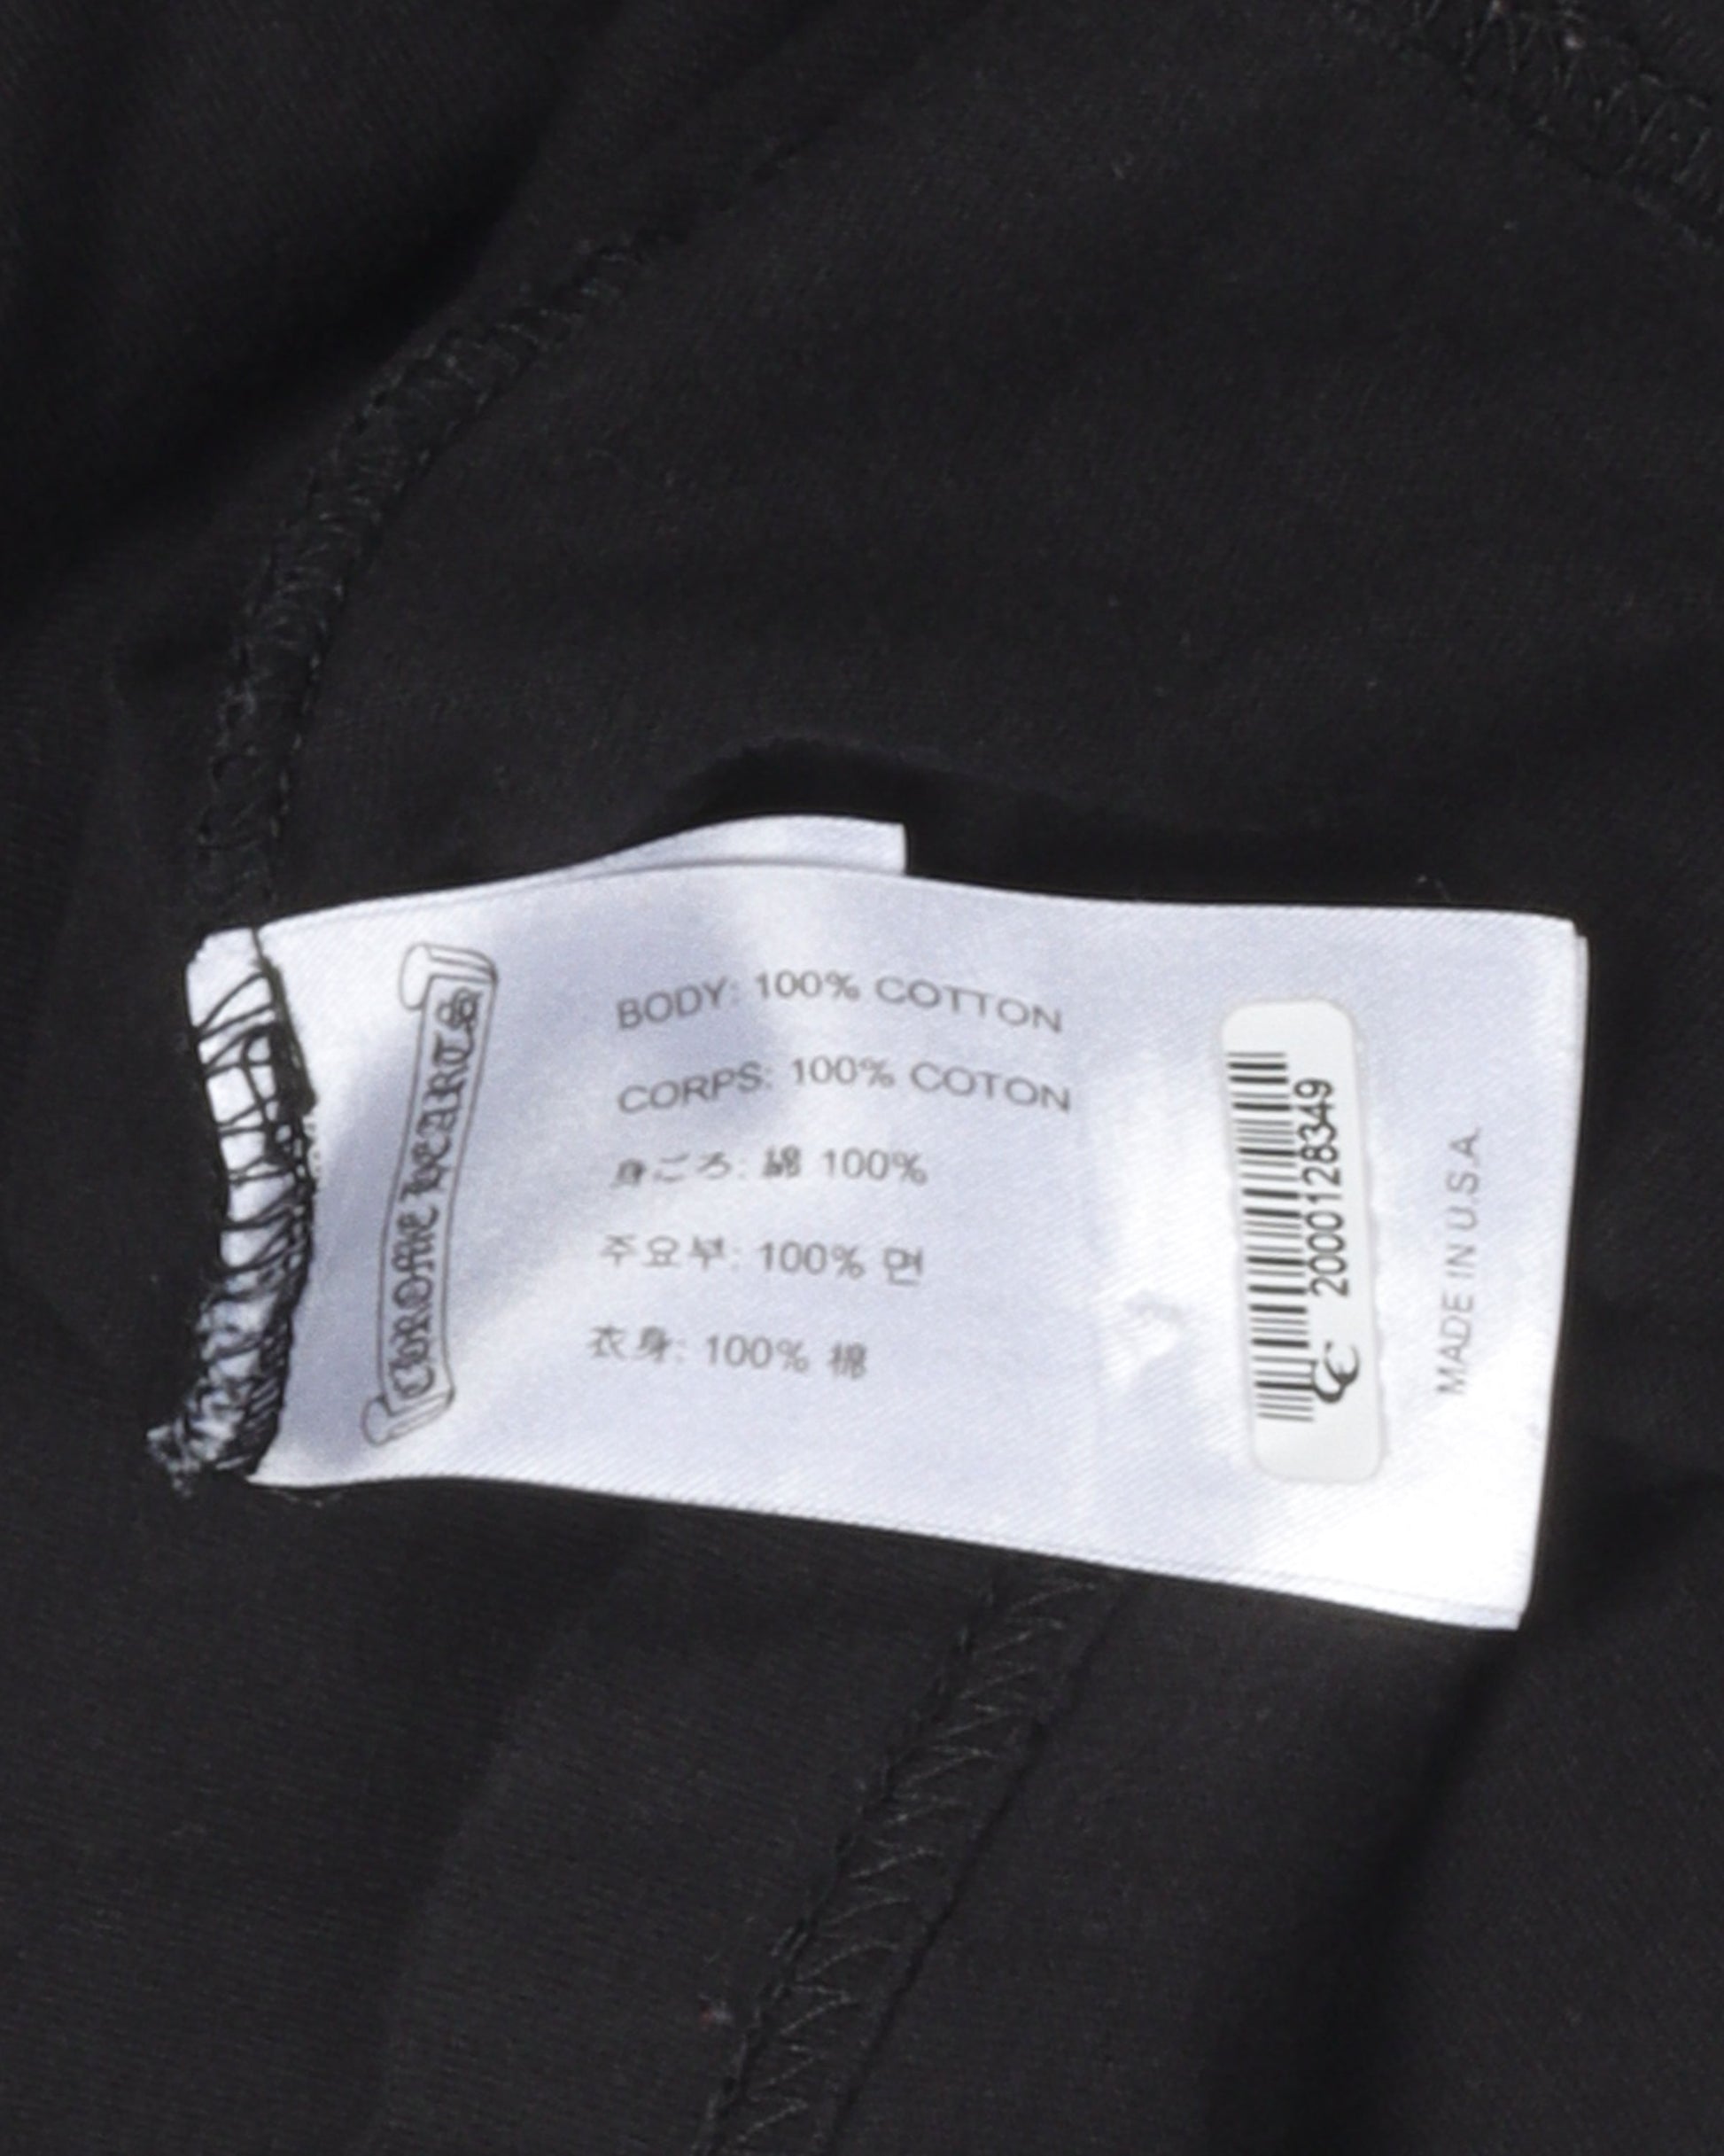 CHROME HEARTS
BODY: 100% COTTON
CORPS: 100% COTON
身ごろ: 綿 100%
주요부: 100% 면
衣身: 100% 棉
2000128349
CC
MADE IN U.S.A.